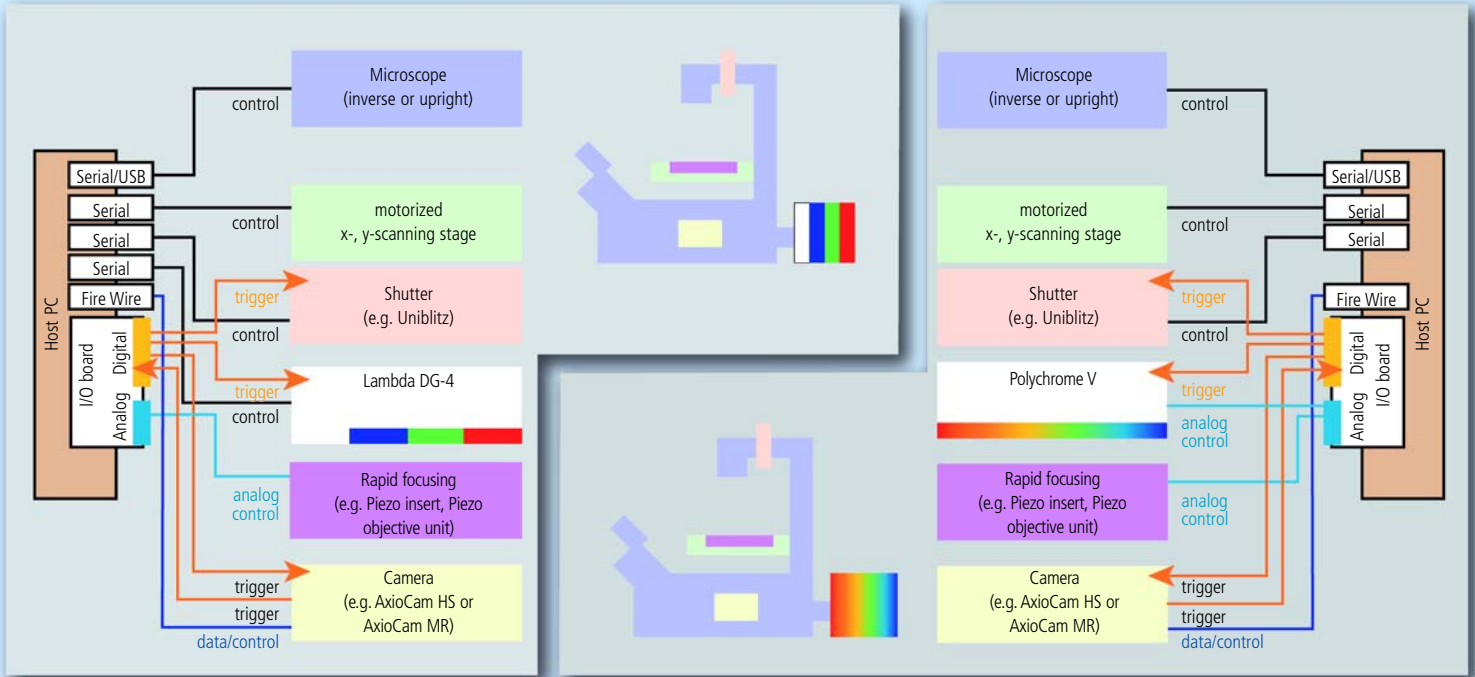 Microscope
(inverse or upright)
control
Serial/USB
Serial
Serial
Serial
Fire Wire
Host PC
I/O board
Digital
Analog
control
motorized
x-, y-scanning stage
trigger
control
Shutter
(e.g. Uniblitz)
trigger
control
Lambda DG-4
analog
control
Rapid focusing
(e.g. Piezo insert, Piezo
objective unit)
trigger
trigger
data/control
Camera
(e.g. AxioCam HS or
AxioCam MR)
Microscope
(inverse or upright)
control
Serial/USB
Serial
Serial
Fire Wire
Host PC
I/O board
Digital
Analog
motorized
x-, y-scanning stage
control
Shutter
(e.g. Uniblitz)
trigger
control
Polychrome V
trigger
analog
control
Rapid focusing
(e.g. Piezo insert, Piezo
objective unit)
analog
control
Camera
(e.g. AxioCam HS or
AxioCam MR)
trigger
trigger
data/control